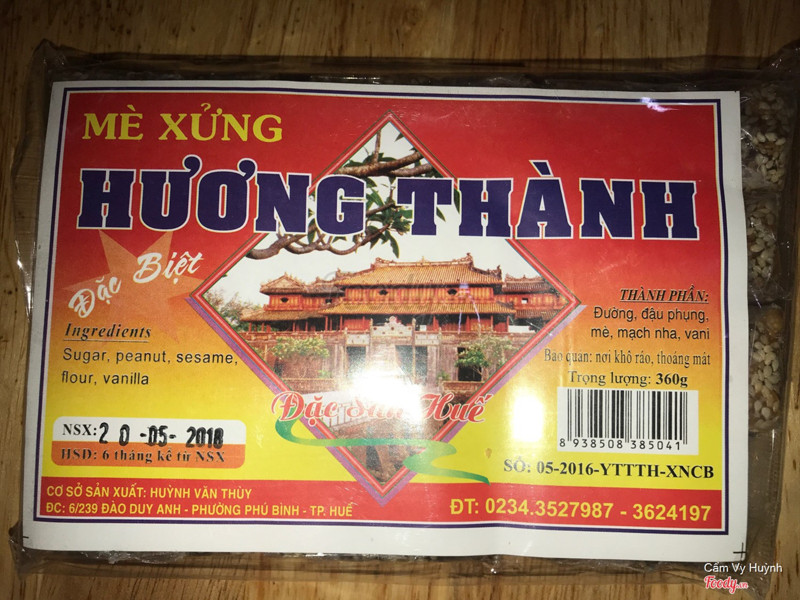 MÈ XỬNG
HƯƠNG THÀNH
Đặc Biệt
Ingredients
Sugar, peanut, sesame,
flour, vanilla
THÀNH PHẦN:
Đường, đậu phụng,
mè, mạch nha, vani
Bảo quản: nơi khô ráo, thoáng mát
Trọng lượng: 360g
Đặc Sản Huế
8 938508 385041
NSX: 20-05-2018
HSD: 6 tháng kể từ NSX
SỐ: 05-2016-YTTTH-XNCB
CƠ SỞ SẢN XUẤT: HUỲNH VĂN THÙY
ĐC: 6/239 ĐÀO DUY ANH - PHƯỜNG PHÚ BÌNH - TP. HUẾ
ĐT: 0234.3527987 - 3624197
Cẩm Vy Huỳnh
Foody.vn